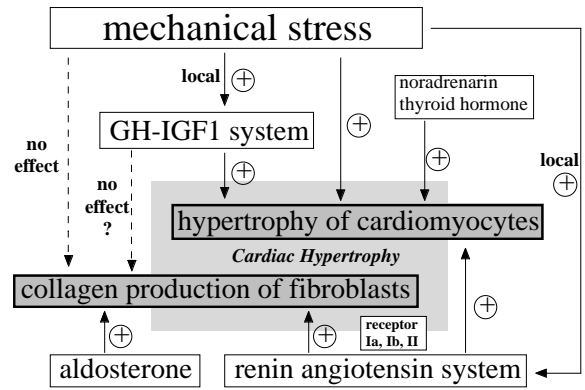 mechanical stress
local
+
noradrenarin
thyroid hormone
GH-IGF1 system
+
no
effect
+
local
+
+
no
effect
?
+
hypertrophy of cardiomyocytes
Cardiac Hypertrophy
collagen production of fibroblasts
+
receptor
Ia, Ib, II
+
+
aldosterone
renin angiotensin system